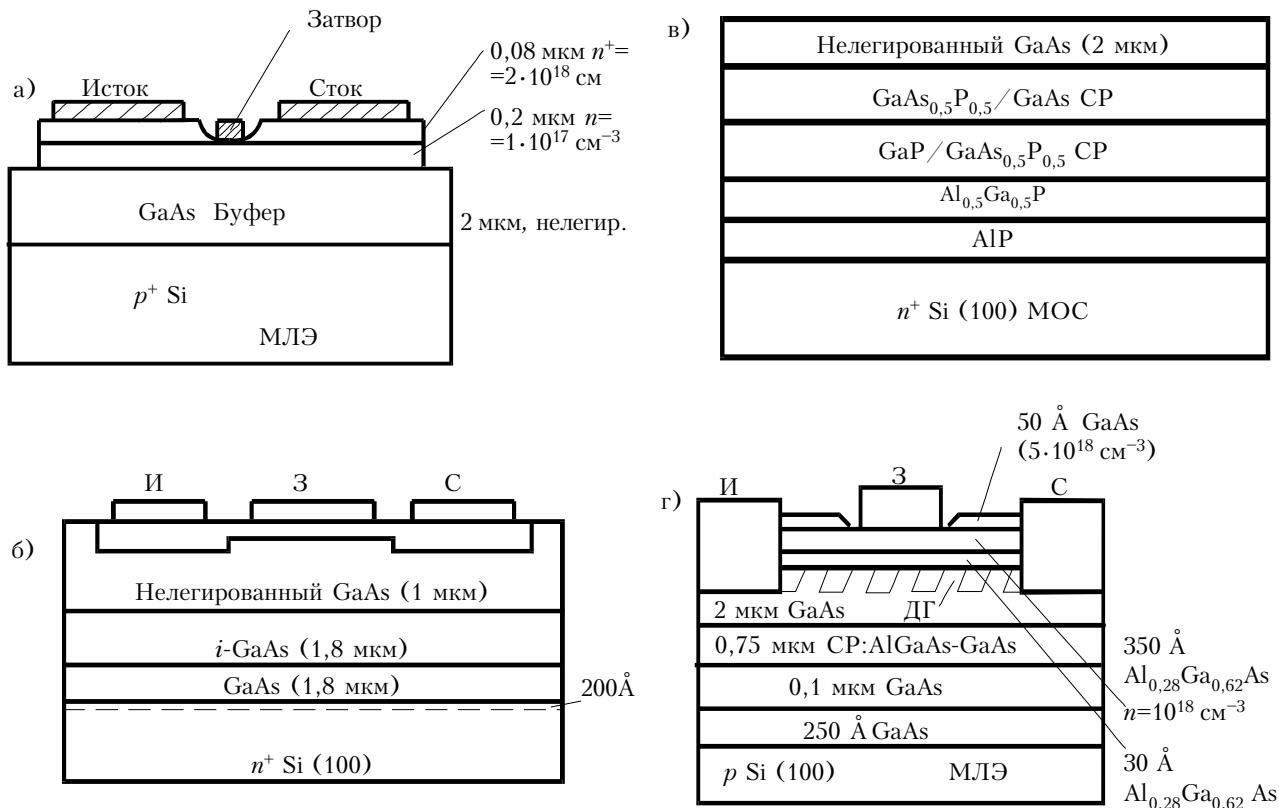 а)
Затвор
Исток
Сток
0,08 мкм n⁺=
=2·10¹⁸ см
0,2 мкм n=
=1·10¹⁷ см⁻³
GaAs Буфер
2 мкм, нелегир.
p⁺ Si
МЛЭ
в)
Нелегированный GaAs (2 мкм)
GaAs₀,₅P₀,₅/GaAs СР
GaP/GaAs₀,₅P₀,₅ СР
Al₀,₅Ga₀,₅P
AlP
n⁺ Si (100) МОС
б)
И
З
С
Нелегированный GaAs (1 мкм)
i-GaAs (1,8 мкм)
GaAs (1,8 мкм)
200Å
n⁺ Si (100)
г)
50 Å GaAs
(5·10¹⁸ см⁻³)
И
З
С
2 мкм GaAs
ДГ
0,75 мкм СР:AlGaAs-GaAs
0,1 мкм GaAs
250 Å GaAs
p Si (100)
МЛЭ
350 Å
Al₀,₂₈Ga₀,₆₂As
n=10¹⁸ см⁻³
30 Å
Al₀,₂₈Ga₀,₆₂ As